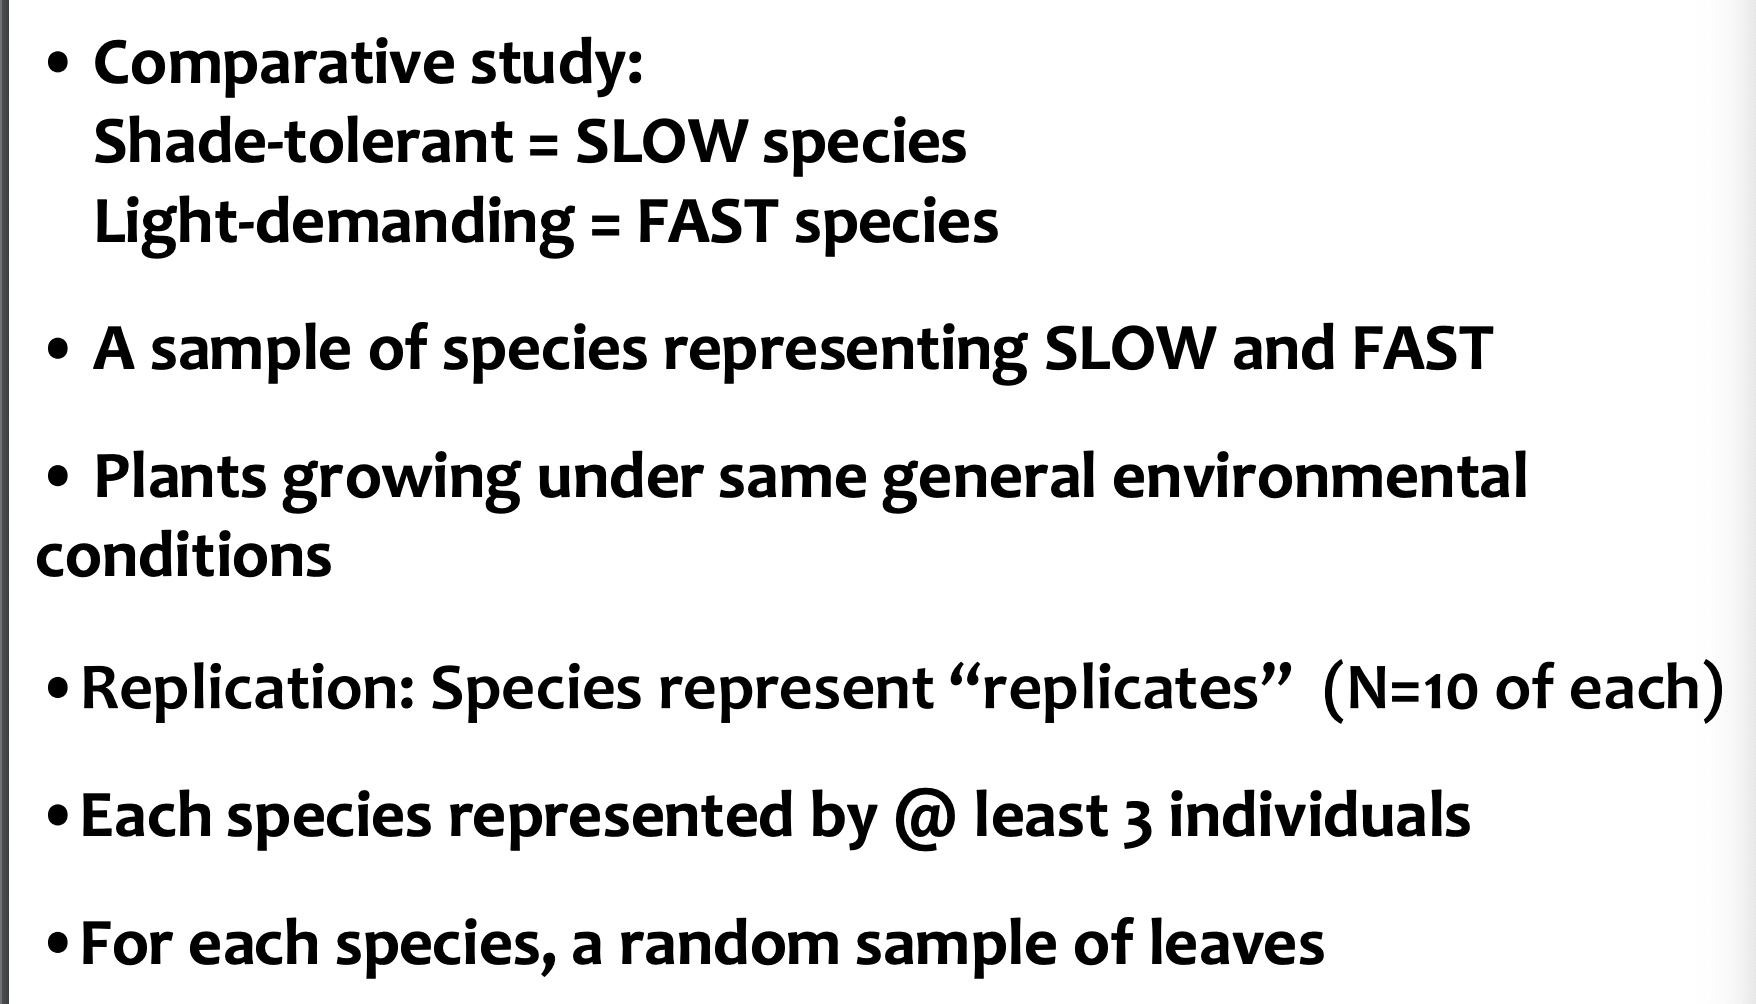 • Comparative study:
Shade-tolerant = SLOW species
Light-demanding = FAST species
• A sample of species representing SLOW and FAST
• Plants growing under same general environmental
conditions
•Replication: Species represent “replicates” (N=10 of each)
•Each species represented by @ least 3 individuals
•For each species, a random sample of leaves